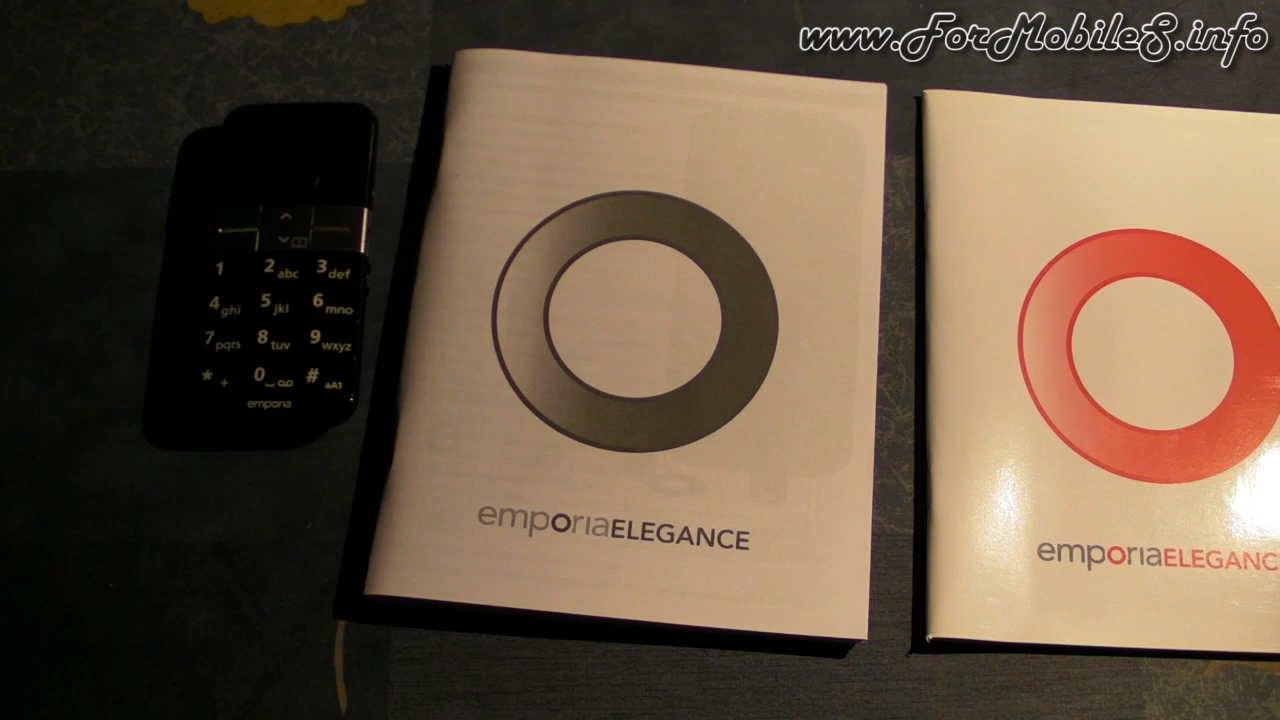 www.ForMobileS.info
1 2 abc 3 def
4 ghi 5 jkl 6 mno
7 pqrs 8 tuv 9 wxyz
* + 0 # aA1
emporia
emporiaELEGANCE
emporiaELEGANC